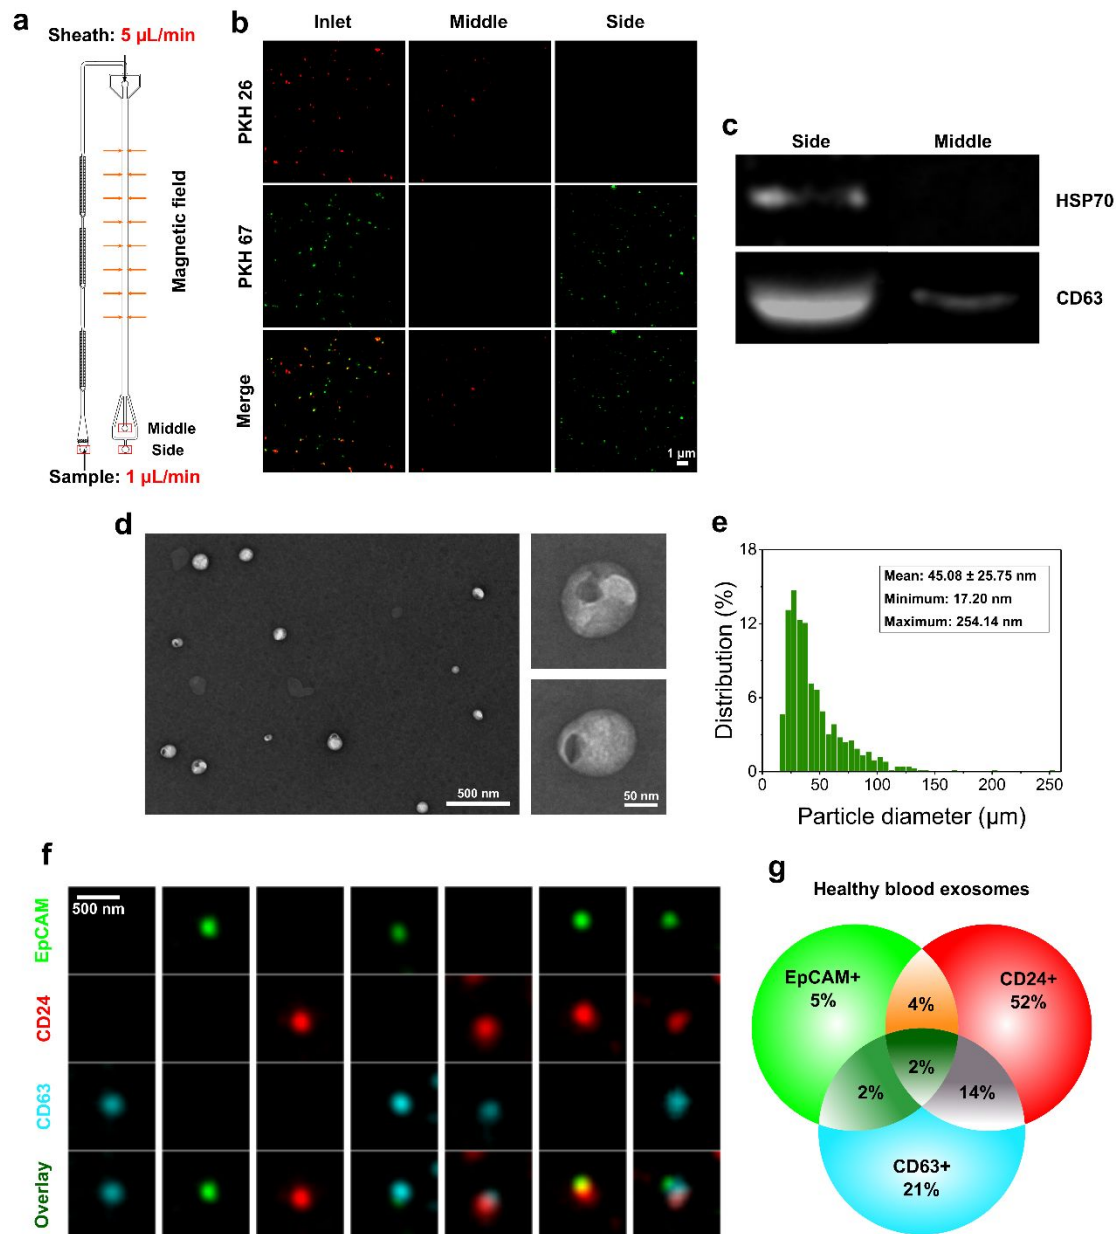 a
Sheath: 5 µL/min
Magnetic field
Middle
Side
Sample: 1 µL/min
b
Inlet Middle Side
PKH 26
PKH 67
Merge
1 µm
c
Side Middle
HSP70
CD63
d
500 nm
50 nm
e
Distribution (%)
18
12
6
0
Mean: 45.08 ± 25.75 nm
Minimum: 17.20 nm
Maximum: 254.14 nm
0 50 100 150 200 250
Particle diameter (µm)
f
500 nm
EpCAM
CD24
CD63
Overlay
g
Healthy blood exosomes
EpCAM+
5%
CD24+
52%
4%
2%
2%
14%
CD63+
21%